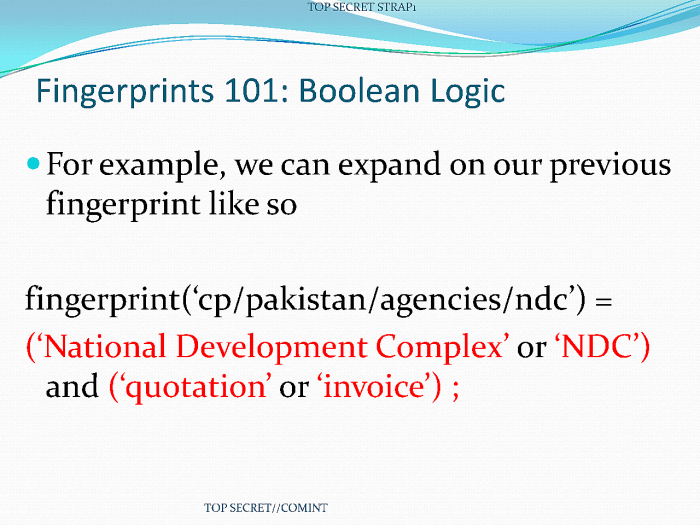 TOP SECRET STRAP1
Fingerprints 101: Boolean Logic
For example, we can expand on our previous
fingerprint like so
fingerprint(‘cp/pakistan/agencies/ndc’) =
(‘National Development Complex’ or ‘NDC’)
and (‘quotation’ or ‘invoice’) ;
TOP SECRET//COMINT